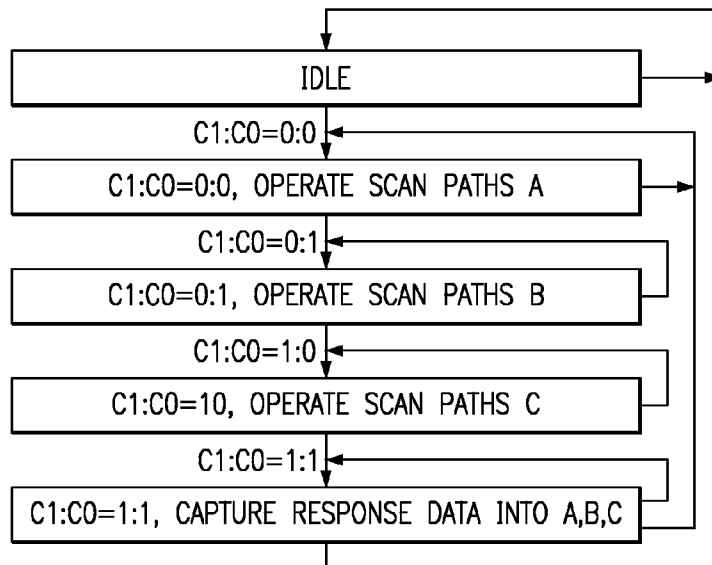 IDLE
C1:C0=0:0
C1:C0=0:0, OPERATE SCAN PATHS A
C1:C0=0:1
C1:C0=0:1, OPERATE SCAN PATHS B
C1:C0=1:0
C1:C0=10, OPERATE SCAN PATHS C
C1:C0=1:1
C1:C0=1:1, CAPTURE RESPONSE DATA INTO A,B,C